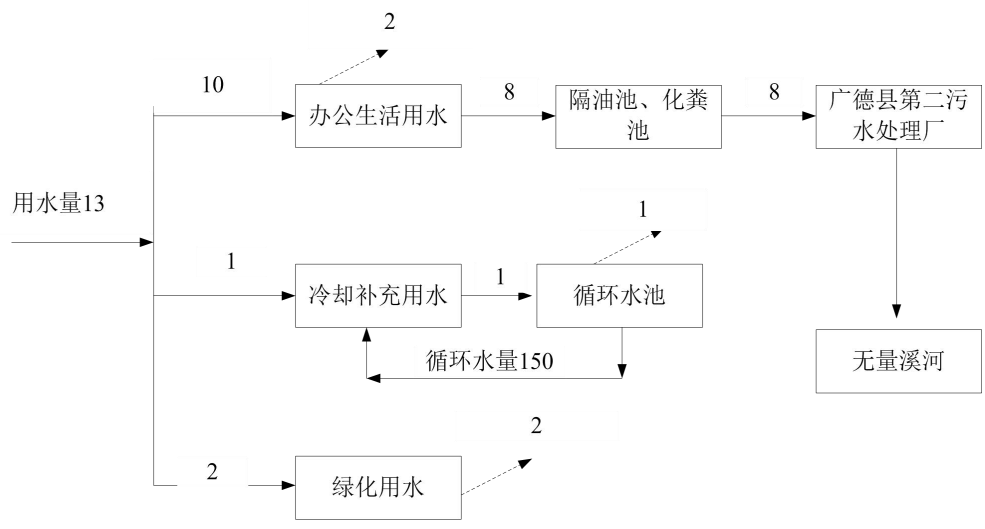 2
10
办公生活用水
8
隔油池、化粪
池
8
广德县第二污
水处理厂
用水量13
1
1
冷却补充用水
1
循环水池
循环水量150
无量溪河
2
2
绿化用水